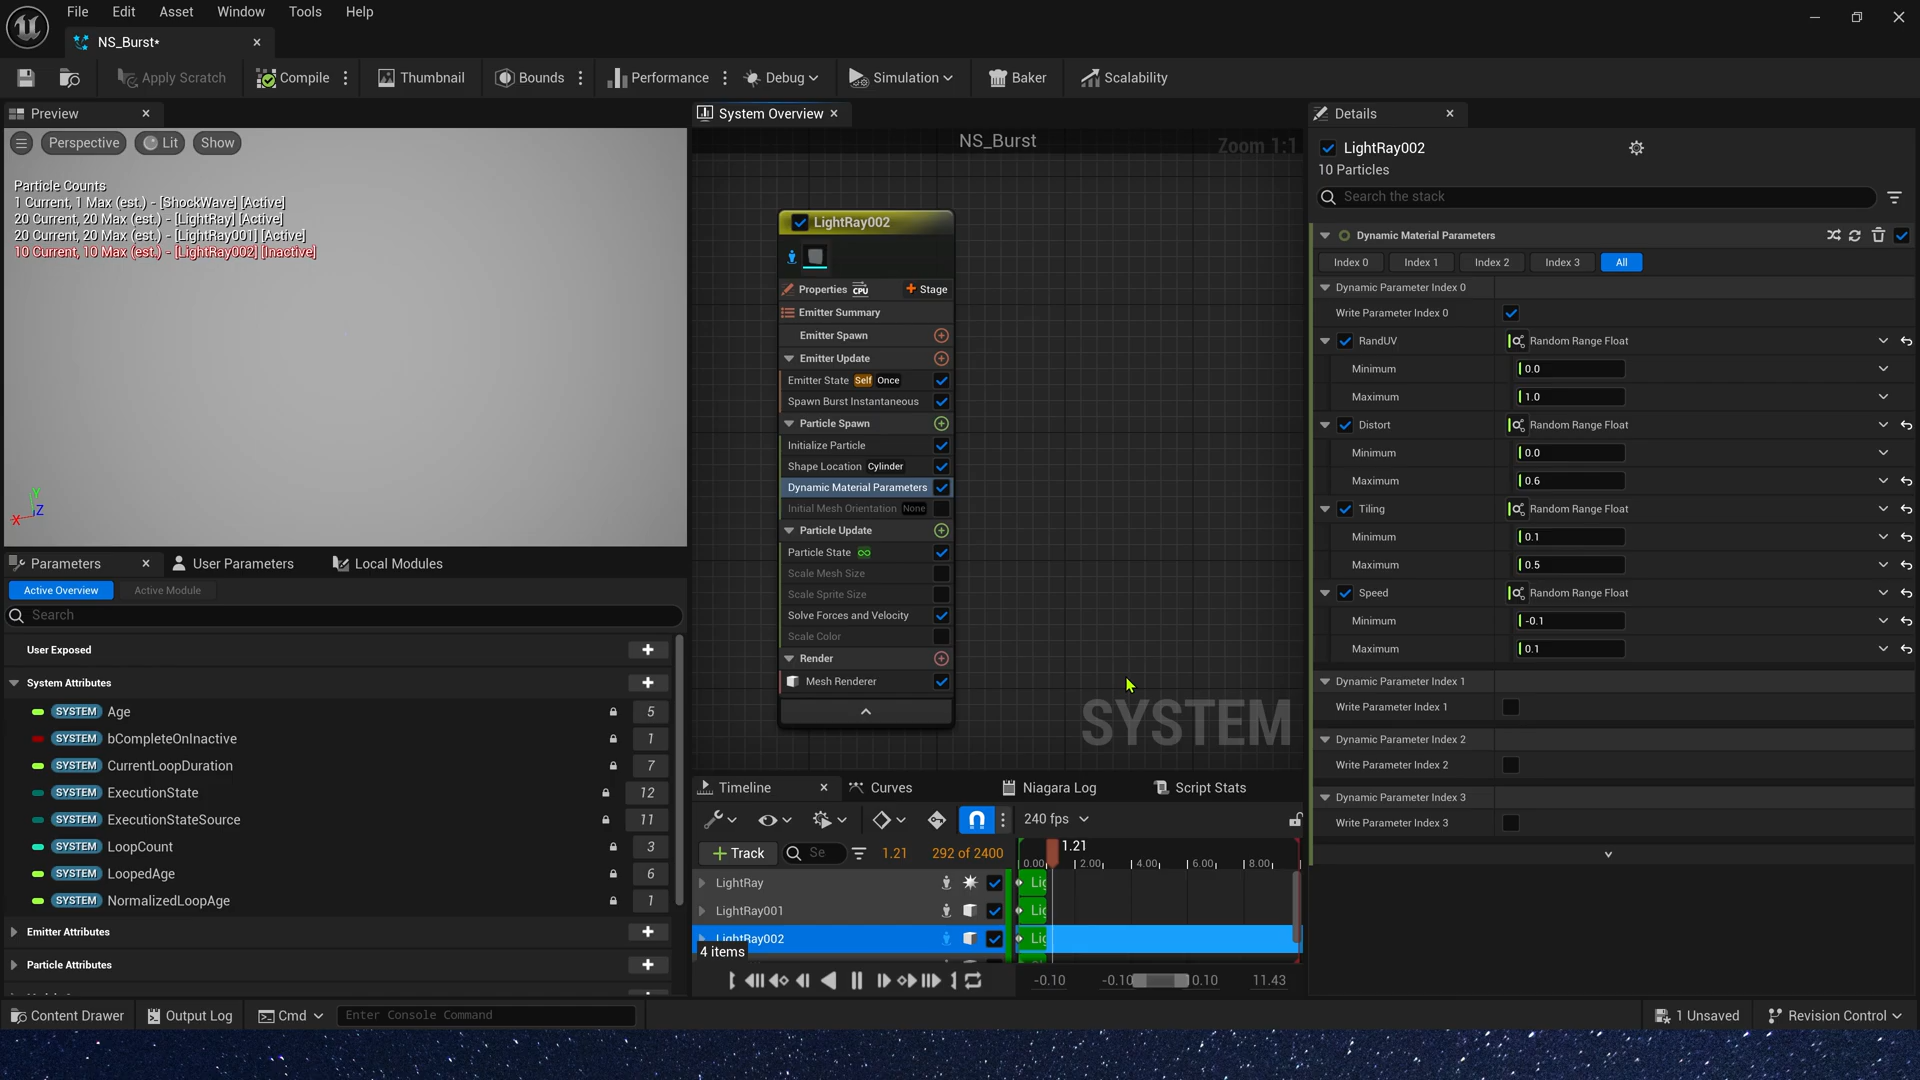 File Edit Asset Window Tools Help
NS_Burst*
Apply Scratch Compile Thumbnail Bounds Performance Debug Simulation Baker Scalability
Preview
Perspective Lit Show
Particle Counts
1 Current, 1 Max (est.) - [ShockWave] [Active]
20 Current, 20 Max (est.) - [LightRay] [Active]
20 Current, 20 Max (est.) - [LightRay001] [Active]
10 Current, 10 Max (est.) - [LightRay002] [Inactive]
Y
Z
X
Parameters User Parameters Local Modules
Active Overview Active Module
Search
User Exposed
System Attributes
SYSTEM Age 5
SYSTEM bCompleteOnInactive 1
SYSTEM CurrentLoopDuration 7
SYSTEM ExecutionState 12
SYSTEM ExecutionStateSource 11
SYSTEM LoopCount 3
SYSTEM LoopedAge 6
SYSTEM NormalizedLoopAge 1
Emitter Attributes
Particle Attributes
System Overview
NS_Burst
Zoom 1:1
LightRay002
Properties CPU Stage
Emitter Summary
Emitter Spawn
Emitter Update
Emitter State Self Once
Spawn Burst Instantaneous
Particle Spawn
Initialize Particle
Shape Location Cylinder
Dynamic Material Parameters
Initial Mesh Orientation None
Particle Update
Particle State
Scale Mesh Size
Scale Sprite Size
Solve Forces and Velocity
Scale Color
Render
Mesh Renderer
SYSTEM
Timeline Curves Niagara Log Script Stats
240 fps
Track Se 1.21 292 of 2400
1.21
0.00 2.00 4.00 6.00 8.00
LightRay Lig
LightRay001 Lig
LightRay002 Lig
4 items
-0.10 -0.10 0.10 11.43
Details
LightRay002
10 Particles
Search the stack
Dynamic Material Parameters
Index 0 Index 1 Index 2 Index 3 All
Dynamic Parameter Index 0
Write Parameter Index 0
RandUV Random Range Float
Minimum 0.0
Maximum 1.0
Distort Random Range Float
Minimum 0.0
Maximum 0.6
Tiling Random Range Float
Minimum 0.1
Maximum 0.5
Speed Random Range Float
Minimum -0.1
Maximum 0.1
Dynamic Parameter Index 1
Write Parameter Index 1
Dynamic Parameter Index 2
Write Parameter Index 2
Dynamic Parameter Index 3
Write Parameter Index 3
Content Drawer Output Log Cmd Enter Console Command 1 Unsaved Revision Control